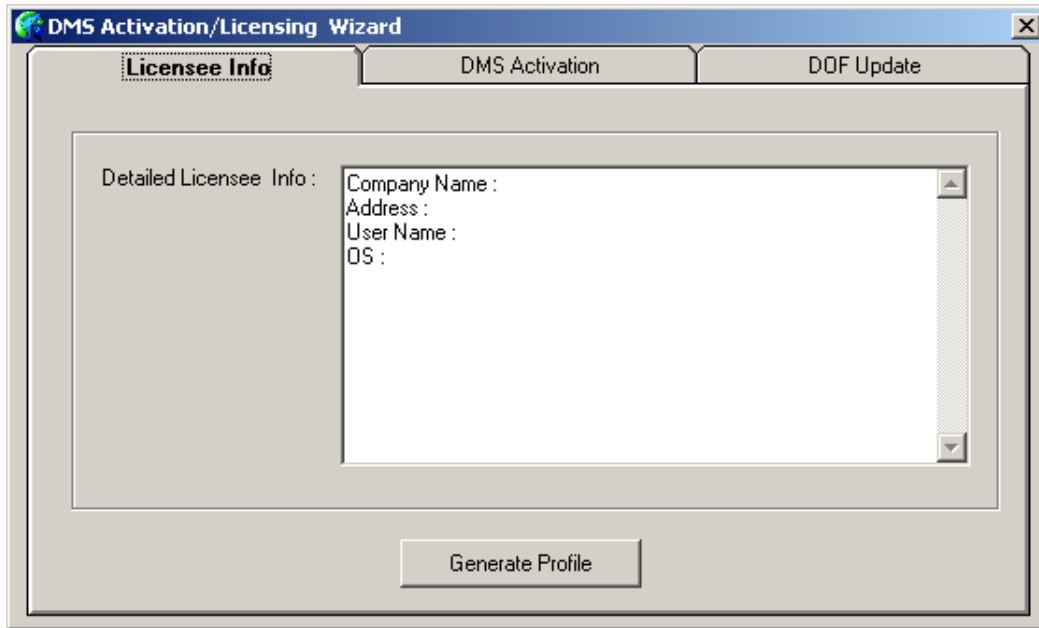 DMS Activation/Licensing Wizard
Licensee Info
DMS Activation
DOF Update
Detailed Licensee Info :
Company Name :
Address :
User Name :
OS :
Generate Profile